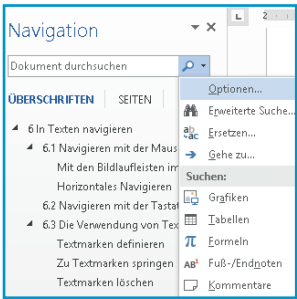 Navigation
2
Dokument durchsuchen
ÜBERSCHRIFTEN SEITEN
6 In Texten navigieren
6.1 Navigieren mit der Maus
Mit den Bildlaufleisten im
Horizontales Navigieren
6.2 Navigieren mit der Tastat
6.3 Die Verwendung von Tex
Textmarken definieren
Zu Textmarken springen
Textmarken löschen
Optionen...
Erweiterte Suche...
Ersetzen...
Gehe zu...
Suchen:
Grafiken
Tabellen
Formeln
Fuß-/Endnoten
Kommentare